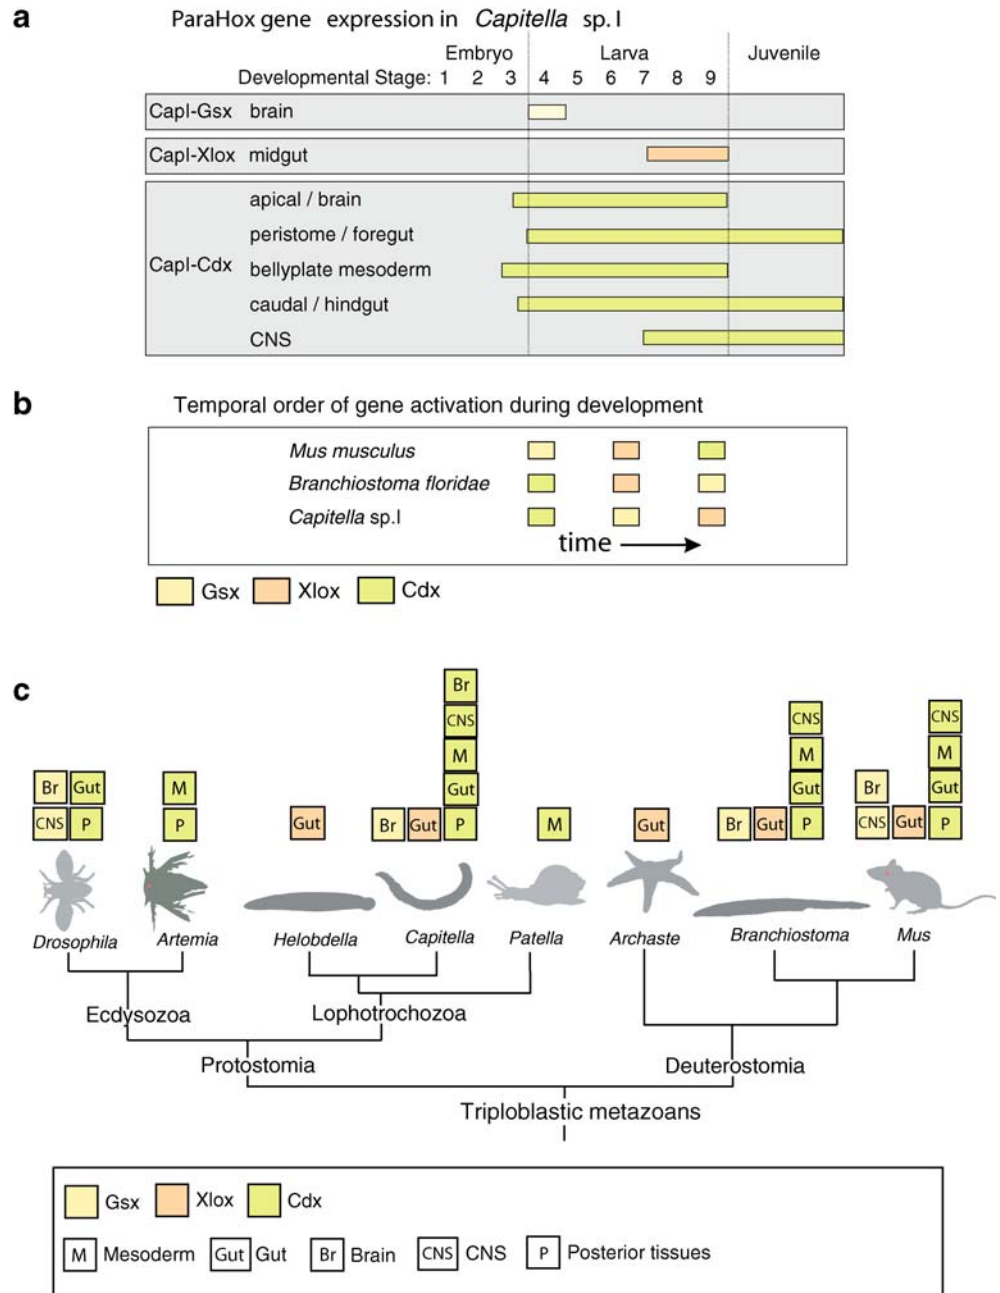 a
ParaHox gene expression in Capitella sp. I
Embryo Larva Juvenile
Developmental Stage: 1 2 3 4 5 6 7 8 9
CapI-Gsx brain
CapI-Xlox midgut
apical / brain
peristome / foregut
CapI-Cdx bellyplate mesoderm
caudal / hindgut
CNS
b
Temporal order of gene activation during development
Mus musculus
Branchiostoma floridae
Capitella sp.I
time
Gsx Xlox Cdx
c
Br
CNS CNS CNS
M M M
Br Gut M Gut Gut Br Gut
CNS P P Gut Br Gut P M Gut Br Gut P CNS Gut P
Drosophila Artemia Helobdella Capitella Patella Archaste Branchiostoma Mus
Ecdysozoa Lophotrochozoa
Protostomia Deuterostomia
Triploblastic metazoans
Gsx Xlox Cdx
M Mesoderm Gut Gut Br Brain CNS CNS P Posterior tissues